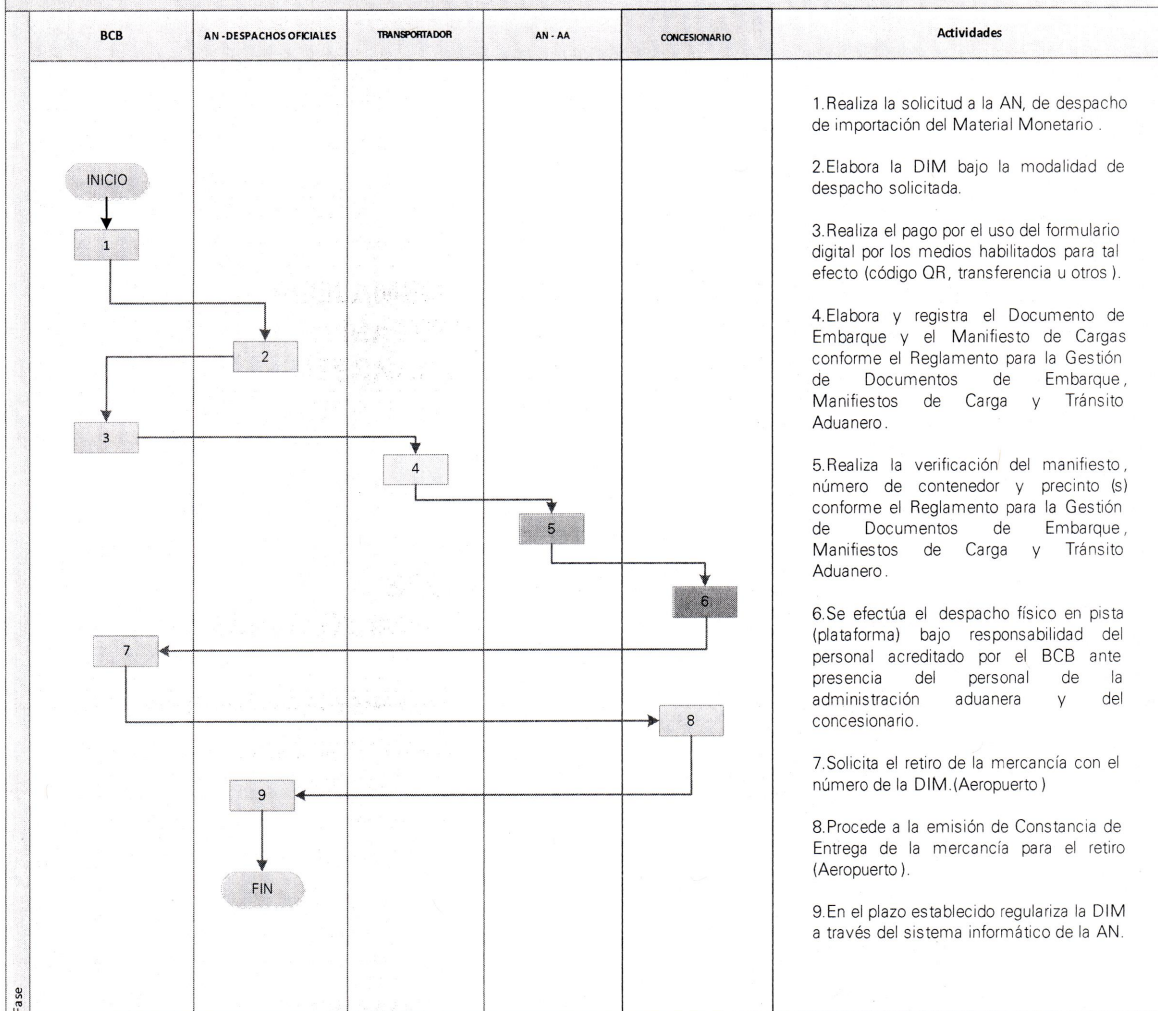 BCB
AN -DESPACHOS OFICIALES
TRANSPORTADOR
AN - AA
CONCESIONARIO
Actividades
INICIO
1
2
3
4
5
6
7
8
9
FIN
Fase
1.Realiza la solicitud a la AN, de despacho
de importación del Material Monetario .
2.Elabora la DIM bajo la modalidad de
despacho solicitada.
3.Realiza el pago por el uso del formulario
digital por los medios habilitados para tal
efecto (código QR, transferencia u otros ).
4.Elabora y registra el Documento de
Embarque y el Manifiesto de Cargas
conforme el Reglamento para la Gestión
de Documentos de Embarque,
Manifiestos de Carga y Tránsito
Aduanero.
5.Realiza la verificación del manifiesto,
número de contenedor y precinto (s)
conforme el Reglamento para la Gestión
de Documentos de Embarque,
Manifiestos de Carga y Tránsito
Aduanero.
6.Se efectúa el despacho físico en pista
(plataforma) bajo responsabilidad del
personal acreditado por el BCB ante
presencia del personal de la
administración aduanera y del
concesionario.
7.Solicita el retiro de la mercancía con el
número de la DIM.(Aeropuerto)
8.Procede a la emisión de Constancia de
Entrega de la mercancía para el retiro
(Aeropuerto).
9.En el plazo establecido regulariza la DIM
a través del sistema informático de la AN.